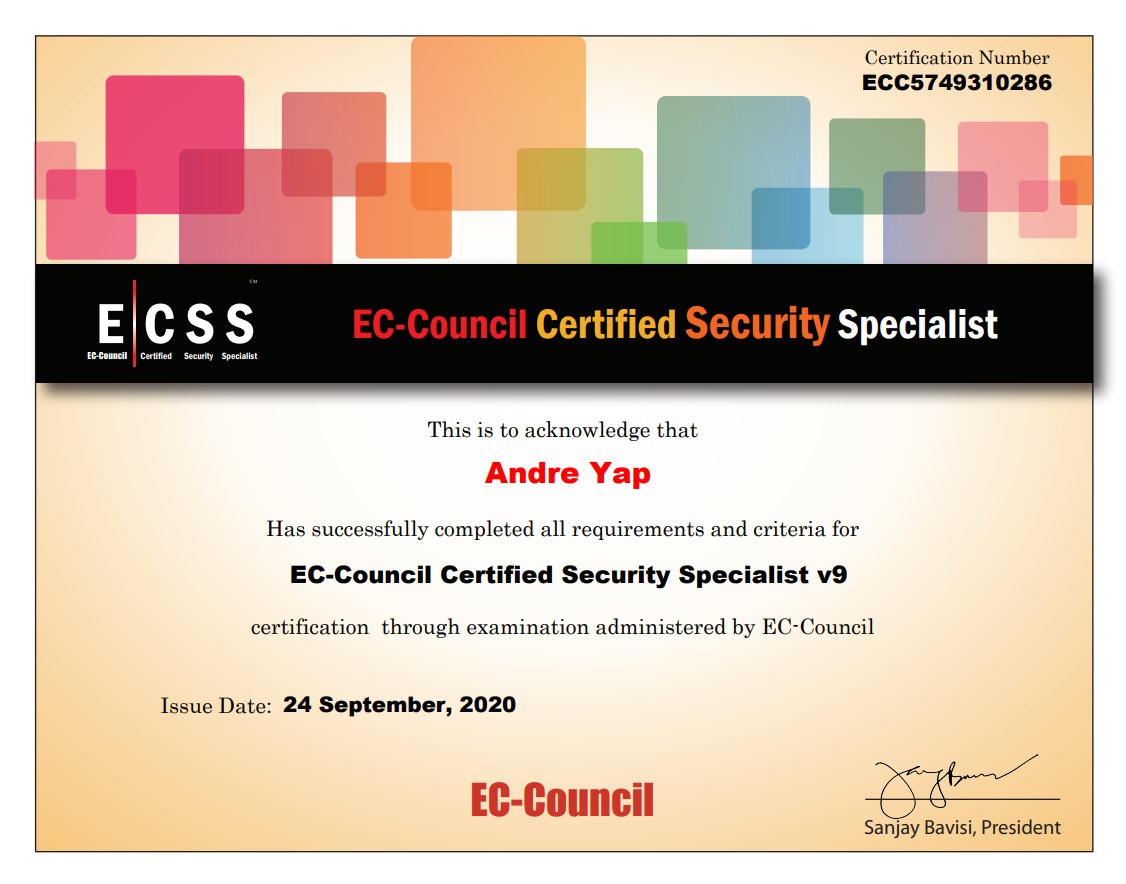 Certification Number
ECC5749310286
™
E CSS
EC-Council Certified Security Specialist
EC-Council Certified Security Specialist
This is to acknowledge that
Andre Yap
Has successfully completed all requirements and criteria for
EC-Council Certified Security Specialist v9
certification through examination administered by EC-Council
Issue Date: 24 September, 2020
EC-Council
Sanjay Bavisi, President